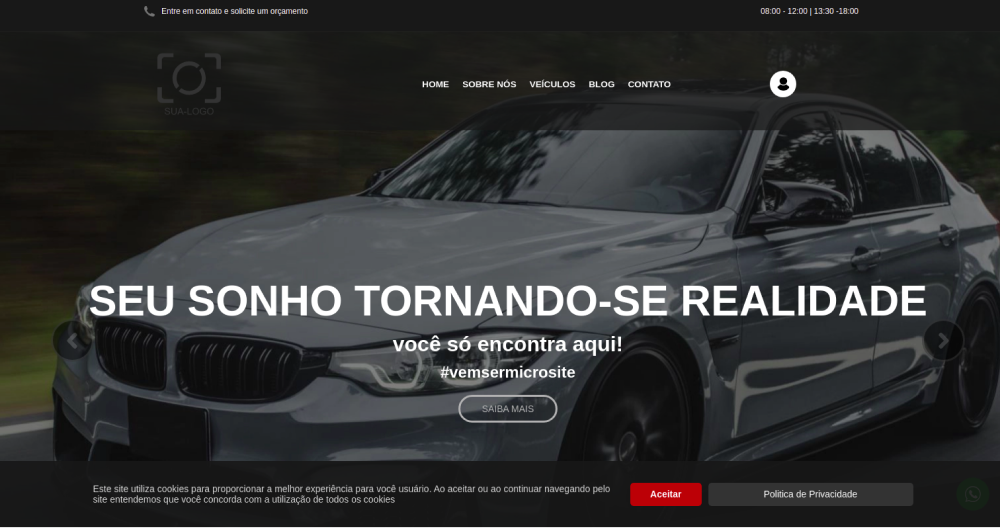 Entre em contato e solicite um orçamento
08:00 - 12:00 | 13:30 -18:00
SUA-LOGO
HOME SOBRE NÓS VEÍCULOS BLOG CONTATO
SEU SONHO TORNANDO-SE REALIDADE
você só encontra aqui!
#vemsermicrosite
SAIBA MAIS
Este site utiliza cookies para proporcionar a melhor experiência para você usuário. Ao aceitar ou ao continuar navegando pelo
site entendemos que você concorda com a utilização de todos os cookies
Aceitar
Politica de Privacidade